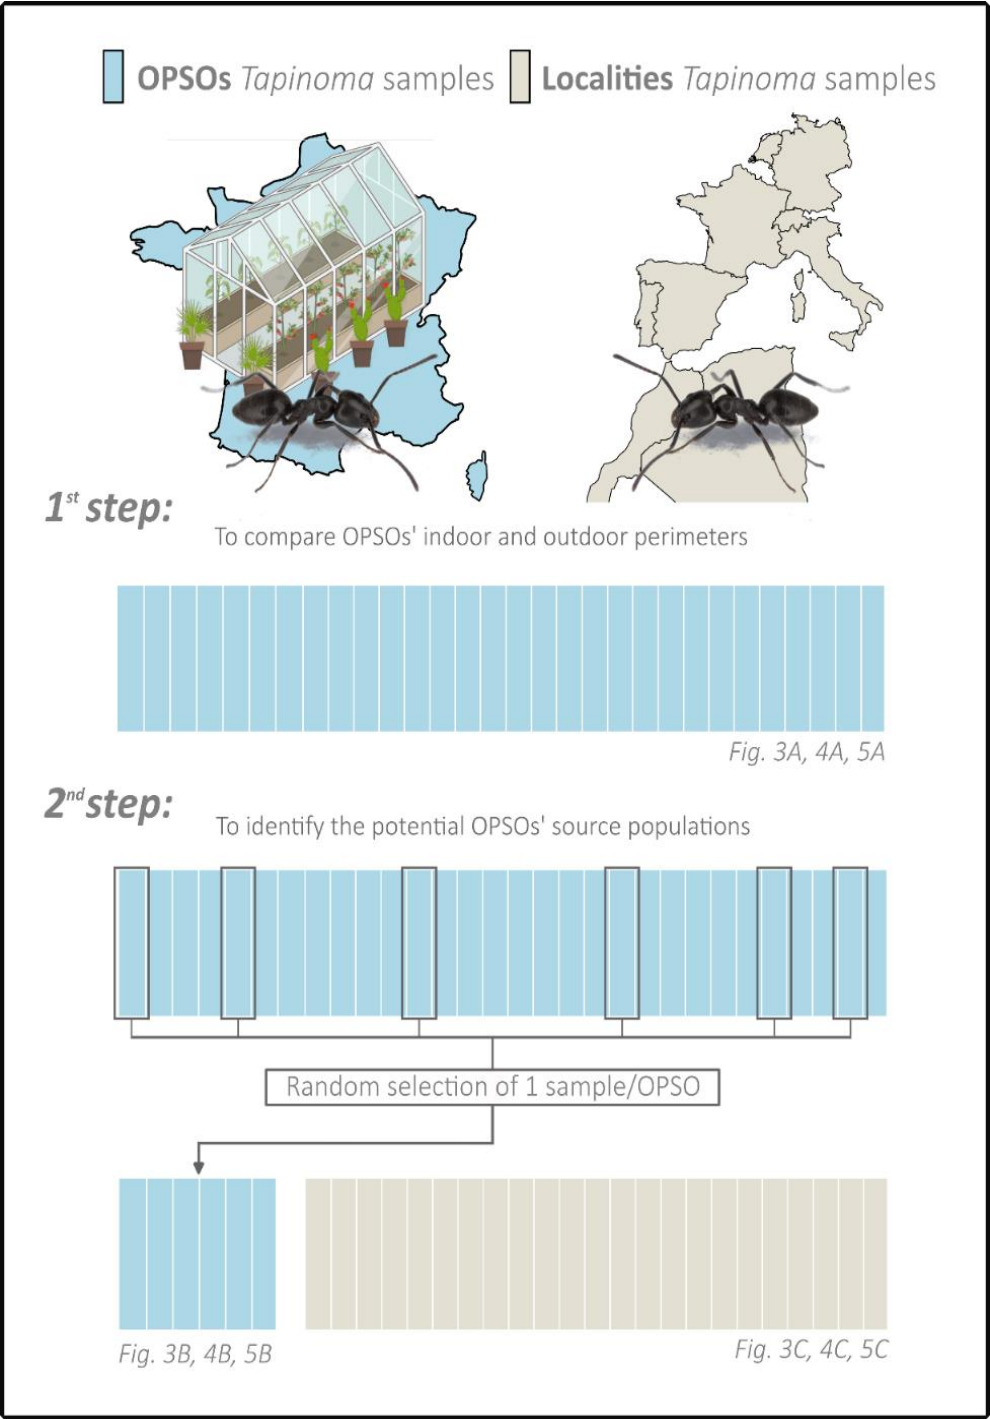 OPSOs Tapinoma samples
Localities Tapinoma samples
1st step:
To compare OPSOs' indoor and outdoor perimeters
Fig. 3A, 4A, 5A
2nd step:
To identify the potential OPSOs' source populations
Random selection of 1 sample/OPSO
Fig. 3B, 4B, 5B
Fig. 3C, 4C, 5C